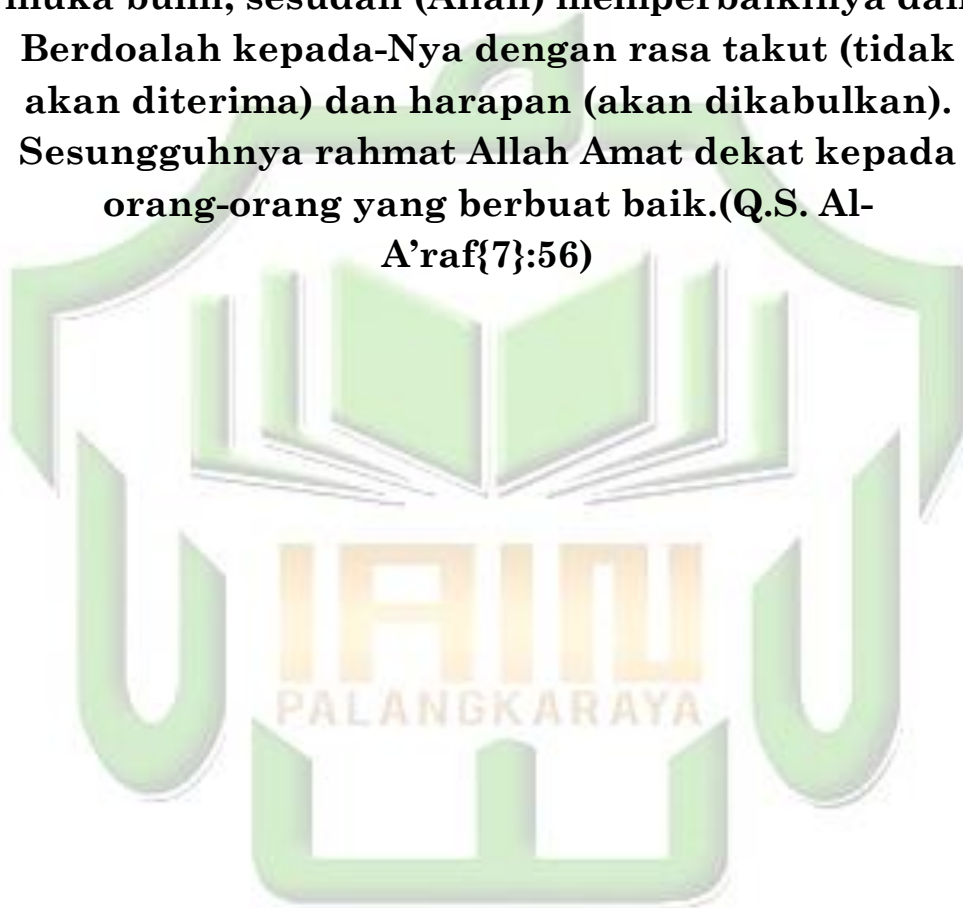 muka bumi, sesudah (Allah) memperbaikinya dan
Berdoalah kepada-Nya dengan rasa takut (tidak
akan diterima) dan harapan (akan dikabulkan).
Sesungguhnya rahmat Allah Amat dekat kepada
orang-orang yang berbuat baik.(Q.S. Al-
A’raf{7}:56)
IAIN
PALANGKARAYA